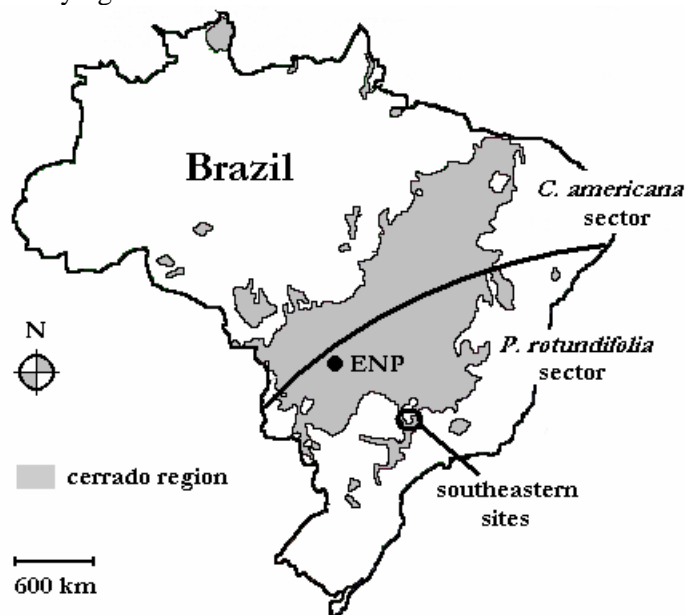 Brazil
C. americana
sector
N
ENP
P. rotundifolia
sector
cerrado region
southeastern
sites
600 km